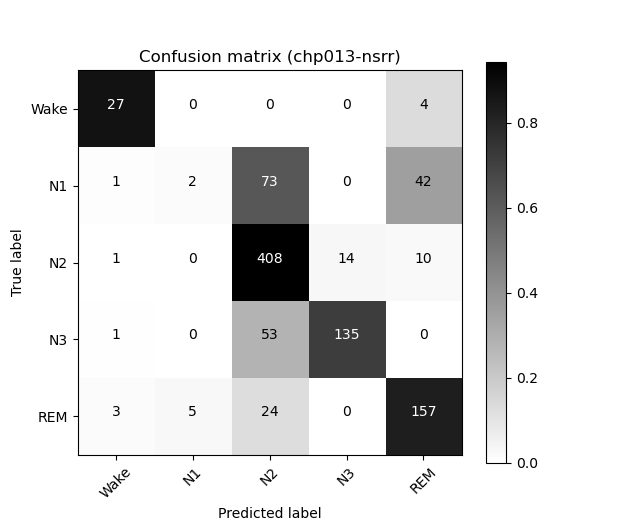 Confusion matrix (chp013-nsrr)
True label
Wake 27 0 0 0 4
N1 1 2 73 0 42
N2 1 0 408 14 10
N3 1 0 53 135 0
REM 3 5 24 0 157
Wake N1 N2 N3 REM
Predicted label
0.8
0.6
0.4
0.2
0.0